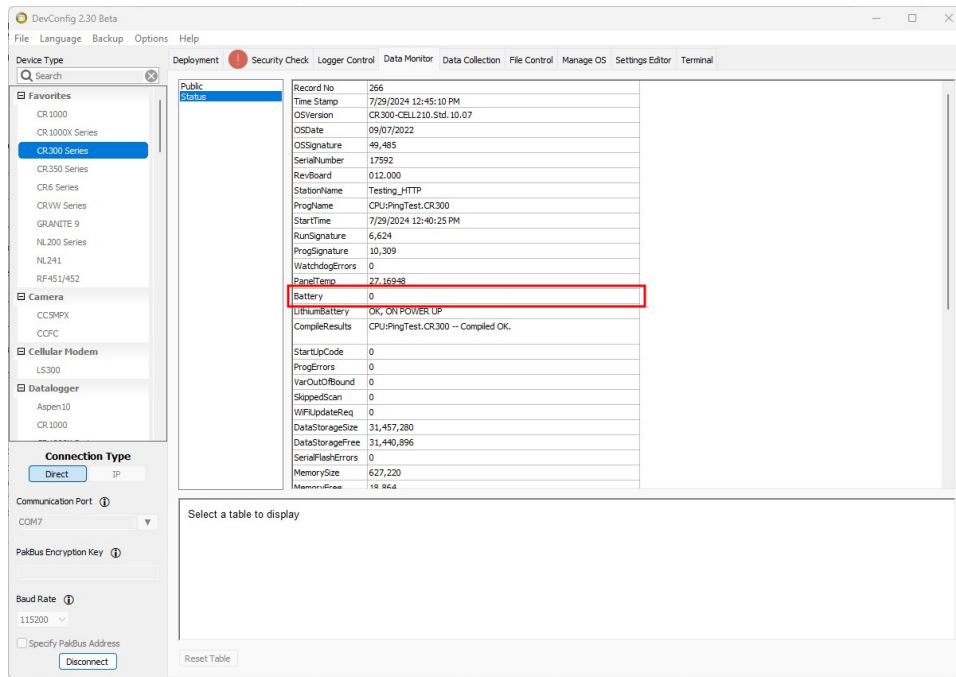 DevConfig 2.30 Beta
File Language Backup Options Help
Device Type
Search
Favorites
CR1000
CR1000X Series
CR300 Series
CR350 Series
CR6 Series
CRVW Series
GRANITE 9
NL200 Series
NL241
RF451/452
Camera
CC5MPX
CCFC
Cellular Modem
LS300
Datalogger
Aspen10
CR1000
Connection Type
Direct IP
Communication Port
COM7
PakBus Encryption Key
Baud Rate
115200
Specify PakBus Address
Disconnect
Deployment Security Check Logger Control Data Monitor Data Collection File Control Manage OS Settings Editor Terminal
Public
Status
Record No 266
Time Stamp 7/29/2024 12:45:10 PM
OSVersion CR300-CELL210.Std.10.07
OSDate 09/07/2022
OSSignature 49,485
SerialNumber 17592
RevBoard 012.000
StationName Testing_HTTP
ProgName CPU:PingTest.CR300
StartTime 7/29/2024 12:40:25 PM
RunSignature 6,624
ProgSignature 10,309
WatchdogErrors 0
PanelTemp 27.16948
Battery 0
LithiumBattery OK, ON POWER UP
CompileResults CPU:PingTest.CR300 -- Compiled OK.
StartUpCode 0
ProgErrors 0
VarOutOfBound 0
SkippedScan 0
WiFiUpdateReq 0
DataStorageSize 31,457,280
DataStorageFree 31,440,896
SerialFlashErrors 0
MemorySize 627,220
MemoryFree 18,864
Select a table to display
Reset Table